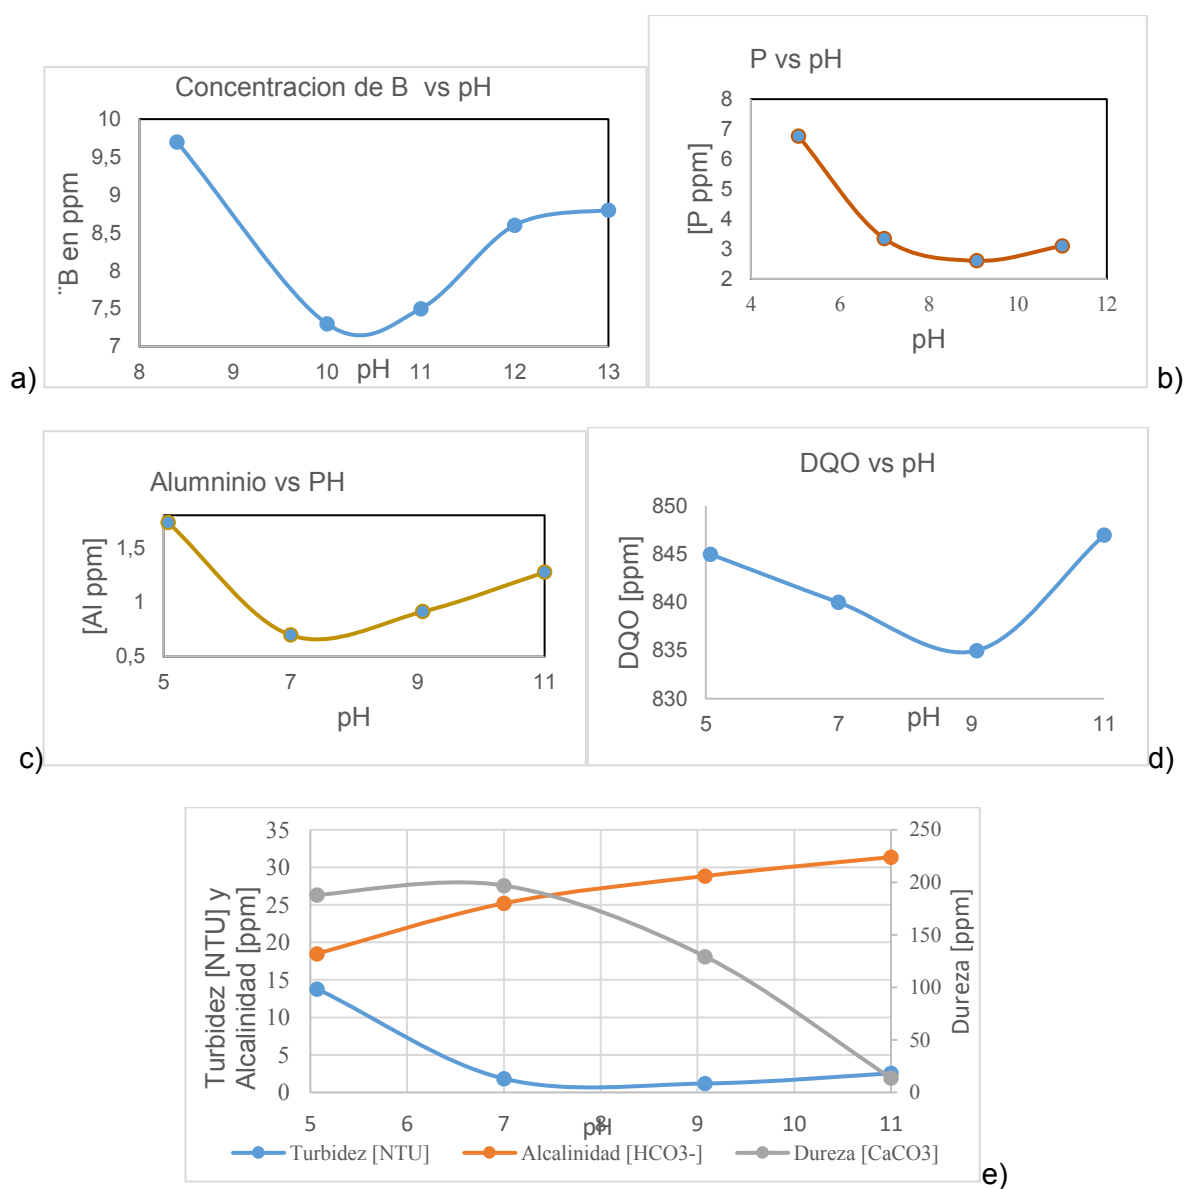 Concentracion de B  vs pH
¨B en ppm
10
9,5
9
8,5
8
7,5
7
8 9 10 11 12 13
pH
a)
P vs pH
[P ppm]
8
7
6
5
4
3
2
4 6 8 10 12
pH
b)
Alumninio vs PH
[Al ppm]
1,5
1
0,5
5 7 9 11
pH
c)
DQO vs pH
DQO [ppm]
850
845
840
835
830
5 7 9 11
pH
d)
Turbidez [NTU] y
Alcalinidad [ppm]
35
30
25
20
15
10
5
0
250
200
150
100
50
0
Dureza [ppm]
5 6 7 8 9 10 11
pH
Turbidez [NTU] Alcalinidad [HCO3-] Dureza [CaCO3]
e)